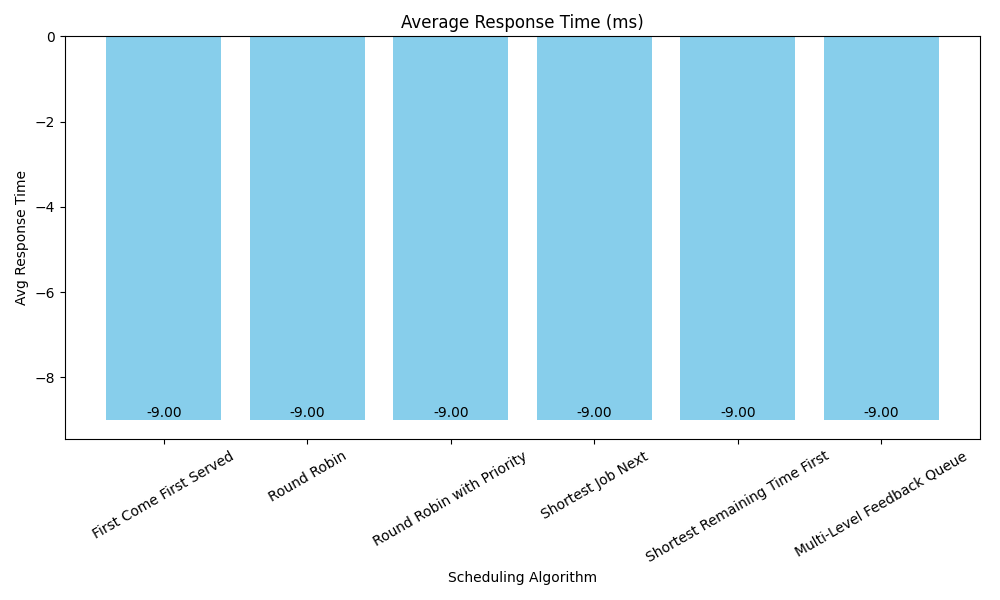 Average Response Time (ms)
Avg Response Time
0
−2
−4
−6
−8
-9.00
-9.00
-9.00
-9.00
-9.00
-9.00
First Come First Served
Round Robin
Round Robin with Priority
Shortest Job Next
Shortest Remaining Time First
Multi-Level Feedback Queue
Scheduling Algorithm